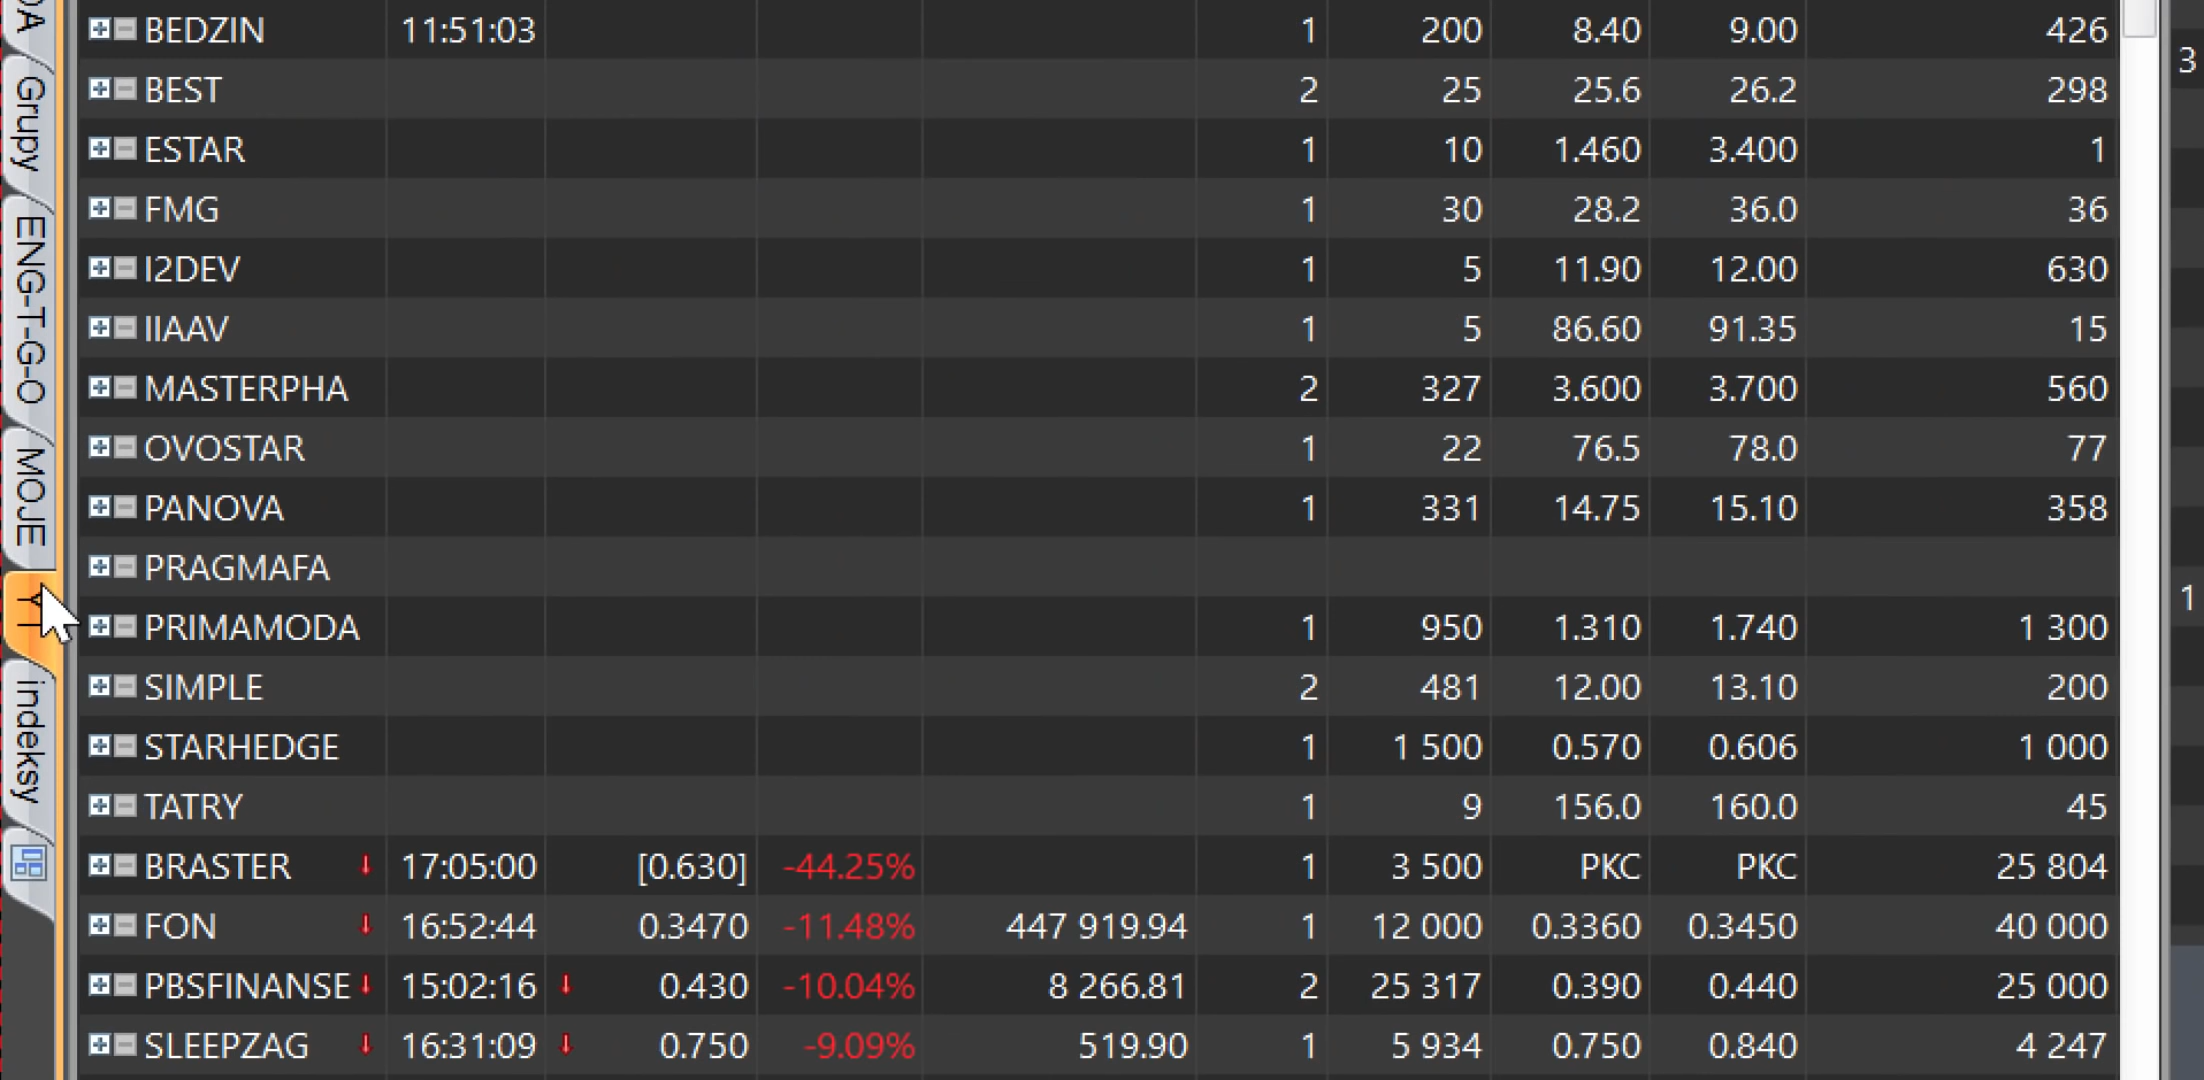 BEDZIN 11:51:03 1 200 8.40 9.00 426
BEST 2 25 25.6 26.2 298
ESTAR 1 10 1.460 3.400 1
FMG 1 30 28.2 36.0 36
I2DEV 1 5 11.90 12.00 630
IIAAV 1 5 86.60 91.35 15
MASTERPHA 2 327 3.600 3.700 560
OVOSTAR 1 22 76.5 78.0 77
PANOVA 1 331 14.75 15.10 358
PRAGMAFA
PRIMAMODA 1 950 1.310 1.740 1 300
SIMPLE 2 481 12.00 13.10 200
STARHEDGE 1 1 500 0.570 0.606 1 000
TATRY 1 9 156.0 160.0 45
BRASTER 17:05:00 [0.630] -44.25% 1 3 500 PKC PKC 25 804
FON 16:52:44 0.3470 -11.48% 447 919.94 1 12 000 0.3360 0.3450 40 000
PBSFINANSE 15:02:16 0.430 -10.04% 8 266.81 2 25 317 0.390 0.440 25 000
SLEEPZAG 16:31:09 0.750 -9.09% 519.90 1 5 934 0.750 0.840 4 247
Grupy
ENG-T-G-O
MOJE
indeksy
3
1